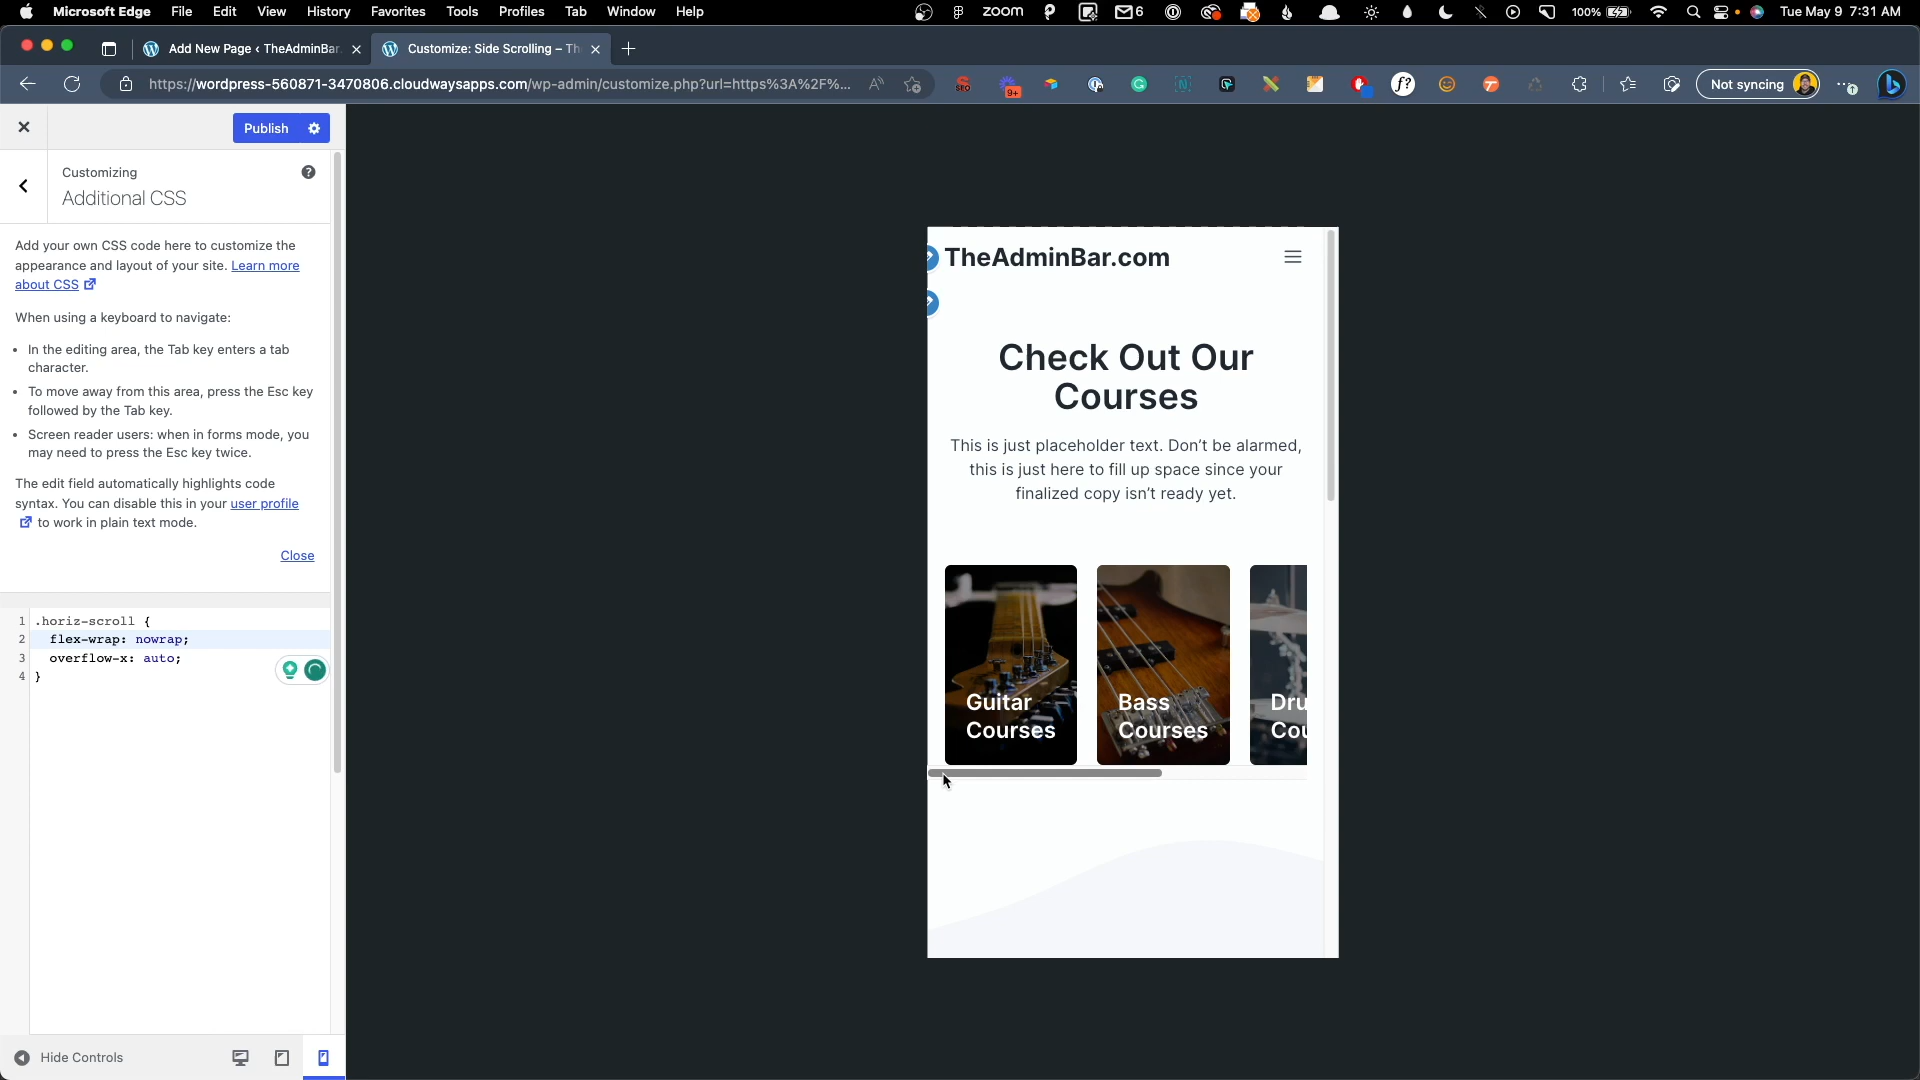 Microsoft Edge File Edit View History Favorites Tools Profiles Tab Window Help zoom 6 100% Tue May 9 7:31 AM
Add New Page ‹ TheAdminBar. Customize: Side Scrolling – Th
https://wordpress-560871-3470806.cloudwaysapps.com/wp-admin/customize.php?url=https%3A%2F%... SEO 9+ f? Not syncing
Publish
Customizing
Additional CSS
Add your own CSS code here to customize the
appearance and layout of your site. Learn more
about CSS
When using a keyboard to navigate:
• In the editing area, the Tab key enters a tab
character.
• To move away from this area, press the Esc key
followed by the Tab key.
• Screen reader users: when in forms mode, you
may need to press the Esc key twice.
The edit field automatically highlights code
syntax. You can disable this in your user profile
to work in plain text mode.
Close
1 .horiz-scroll {
2 flex-wrap: nowrap;
3 overflow-x: auto;
4 }
Hide Controls
TheAdminBar.com
Check Out Our
Courses
This is just placeholder text. Don't be alarmed,
this is just here to fill up space since your
finalized copy isn't ready yet.
Guitar
Courses
Bass
Courses
Dru
Cou